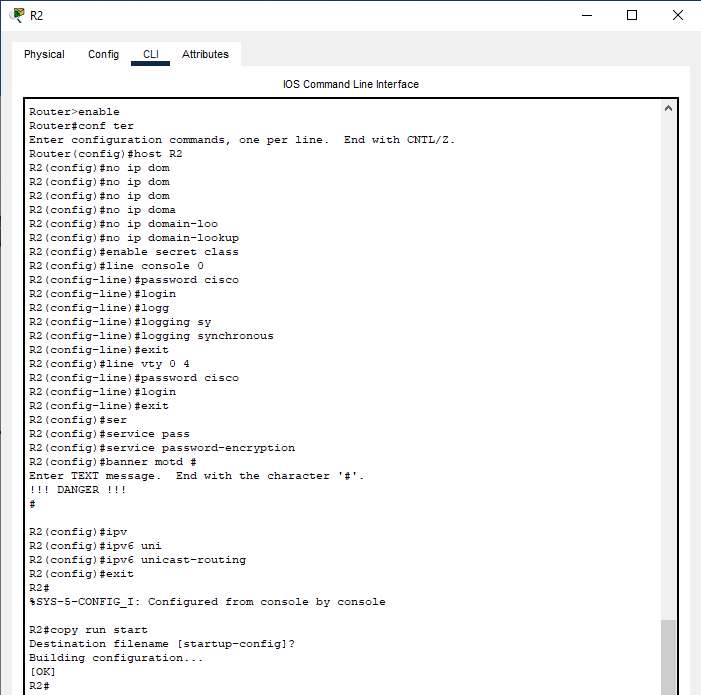 R2
Physical Config CLI Attributes
IOS Command Line Interface
Router>enable
Router#conf ter
Enter configuration commands, one per line.  End with CNTL/Z.
Router(config)#host R2
R2(config)#no ip dom
R2(config)#no ip dom
R2(config)#no ip dom
R2(config)#no ip doma
R2(config)#no ip domain-loo
R2(config)#no ip domain-lookup
R2(config)#enable secret class
R2(config)#line console 0
R2(config-line)#password cisco
R2(config-line)#login
R2(config-line)#logg
R2(config-line)#logging sy
R2(config-line)#logging synchronous
R2(config-line)#exit
R2(config)#line vty 0 4
R2(config-line)#password cisco
R2(config-line)#login
R2(config-line)#exit
R2(config)#ser
R2(config)#service pass
R2(config)#service password-encryption
R2(config)#banner motd #
Enter TEXT message.  End with the character '#'.
!!! DANGER !!!
#
R2(config)#ipv
R2(config)#ipv6 uni
R2(config)#ipv6 unicast-routing
R2(config)#exit
R2#
%SYS-5-CONFIG_I: Configured from console by console
R2#copy run start
Destination filename [startup-config]?
Building configuration...
[OK]
R2#